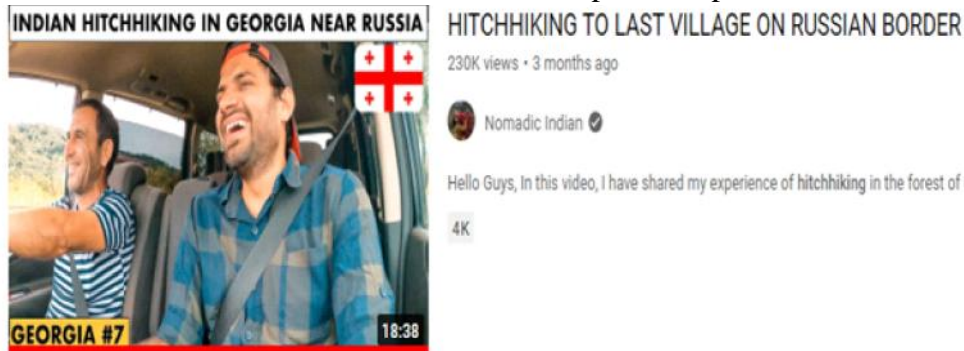 INDIAN HITCHHIKING IN GEORGIA NEAR RUSSIA
GEORGIA #7
18:38
HITCHHIKING TO LAST VILLAGE ON RUSSIAN BORDER
230K views • 3 months ago
Nomadic Indian
Hello Guys, In this video, I have shared my experience of hitchhiking in the forest of
4K